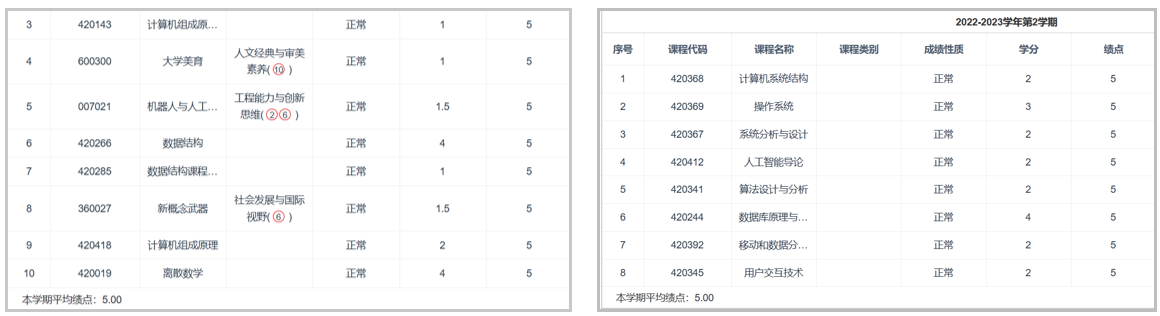 3 420143 计算机组成原... 正常 1 5
4 600300 大学美育 人文经典与审美素养(⑩) 正常 1 5
5 007021 机器人与人工... 工程能力与创新思维(②⑥) 正常 1.5 5
6 420266 数据结构 正常 4 5
7 420285 数据结构课程... 正常 1 5
8 360027 新概念武器 社会发展与国际视野(⑥) 正常 1.5 5
9 420418 计算机组成原理 正常 2 5
10 420019 离散数学 正常 4 5
本学期平均绩点：5.00
2022-2023学年第2学期
序号 课程代码 课程名称 课程类别 成绩性质 学分 绩点
1 420368 计算机系统结构 正常 2 5
2 420369 操作系统 正常 3 5
3 420367 系统分析与设计 正常 2 5
4 420412 人工智能导论 正常 2 5
5 420341 算法设计与分析 正常 2 5
6 420244 数据库原理与... 正常 4 5
7 420392 移动和数据分... 正常 2 5
8 420345 用户交互技术 正常 2 5
本学期平均绩点：5.00